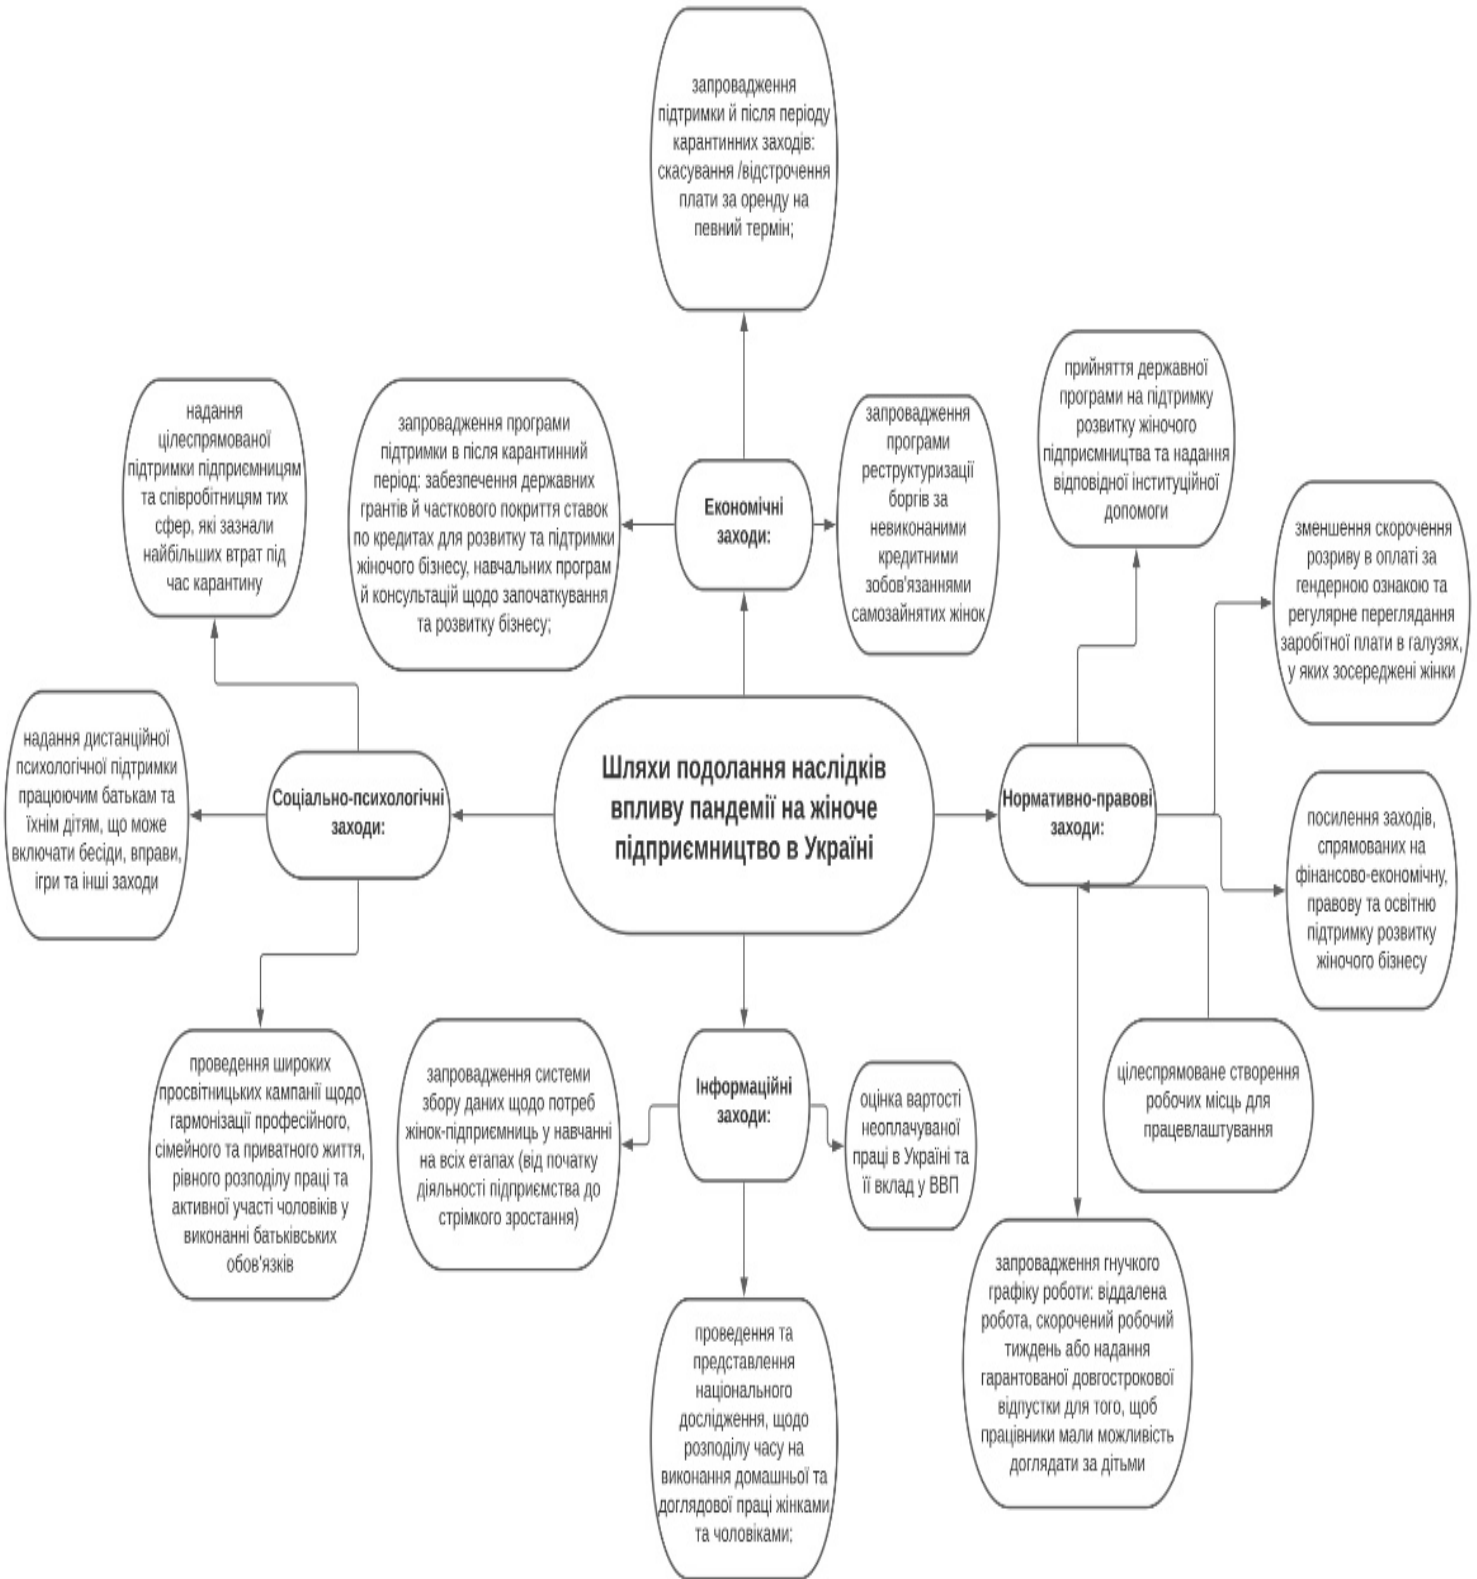 запровадження
підтримки й після періоду
карантинних заходів:
скасування /відстрочення
плати за оренду на
певний термін;
надання
цілеспрямованої
підтримки підприємницям
та співробітницям тих
сфер, які зазнали
найбільших втрат під
час карантину
запровадження програми
підтримки в після карантинний
період: забезпечення державних
грантів й часткового покриття ставок
по кредитах для розвитку та підтримки
жіночого бізнесу, навчальних програм
й консультацій щодо започаткування
та розвитку бізнесу;
Економічні
заходи:
запровадження
програми
реструктуризації
боргів за
невиконаними
кредитними
зобов'язаннями
самозайнятих жінок
прийняття державної
програми на підтримку
розвитку жіночого
підприємництва та надання
відповідної інституційної
допомоги
зменшення скорочення
розриву в оплаті за
гендерною ознакою та
регулярне переглядання
заробітної плати в галузях,
у яких зосереджені жінки
надання дистанційної
психологічної підтримки
працюючим батькам та
їхнім дітям, що може
включати бесіди, вправи,
ігри та інші заходи
Соціально-психологічні
заходи:
Шляхи подолання наслідків
впливу пандемії на жіноче
підприємництво в Україні
Нормативно-правові
заходи:
посилення заходів,
спрямованих на
фінансово-економічну,
правову та освітню
підтримку розвитку
жіночого бізнесу
проведення широких
просвітницьких кампанії щодо
гармонізації професійного,
сімейного та приватного життя,
рівного розподілу праці та
активної участі чоловіків у
виконанні батьківських
обов'язків
запровадження системи
збору даних щодо потреб
жінок-підприємниць у навчанні
на всіх етапах (від початку
діяльності підприємства до
стрімкого зростання)
Інформаційні
заходи:
оцінка вартості
неоплачуваної
праці в Україні та
її вклад у ВВП
цілеспрямоване створення
робочих місць для
працевлаштування
проведення та
представлення
національного
дослідження, щодо
розподілу часу на
виконання домашньої та
доглядової праці жінками
та чоловіками;
запровадження гнучкого
графіку роботи: віддалена
робота, скорочений робочий
тиждень або надання
гарантованої довгострокової
відпустки для того, щоб
працівники мали можливість
доглядати за дітьми